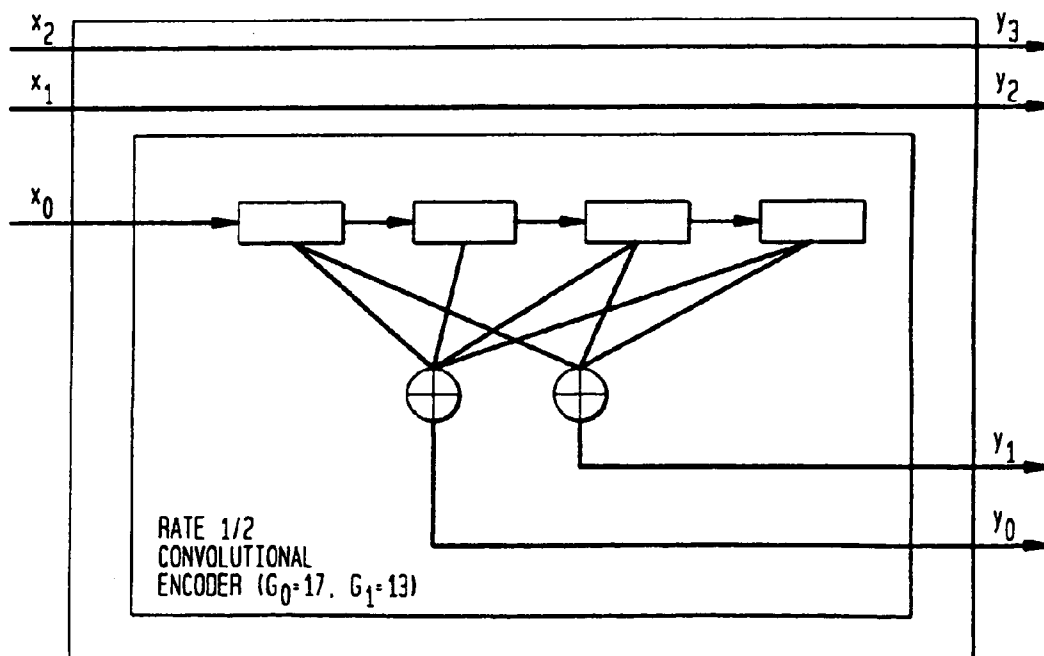 x2 y3
x1 y2
x0
y1
y0
RATE 1/2
CONVOLUTIONAL
ENCODER (G0=17, G1=13)